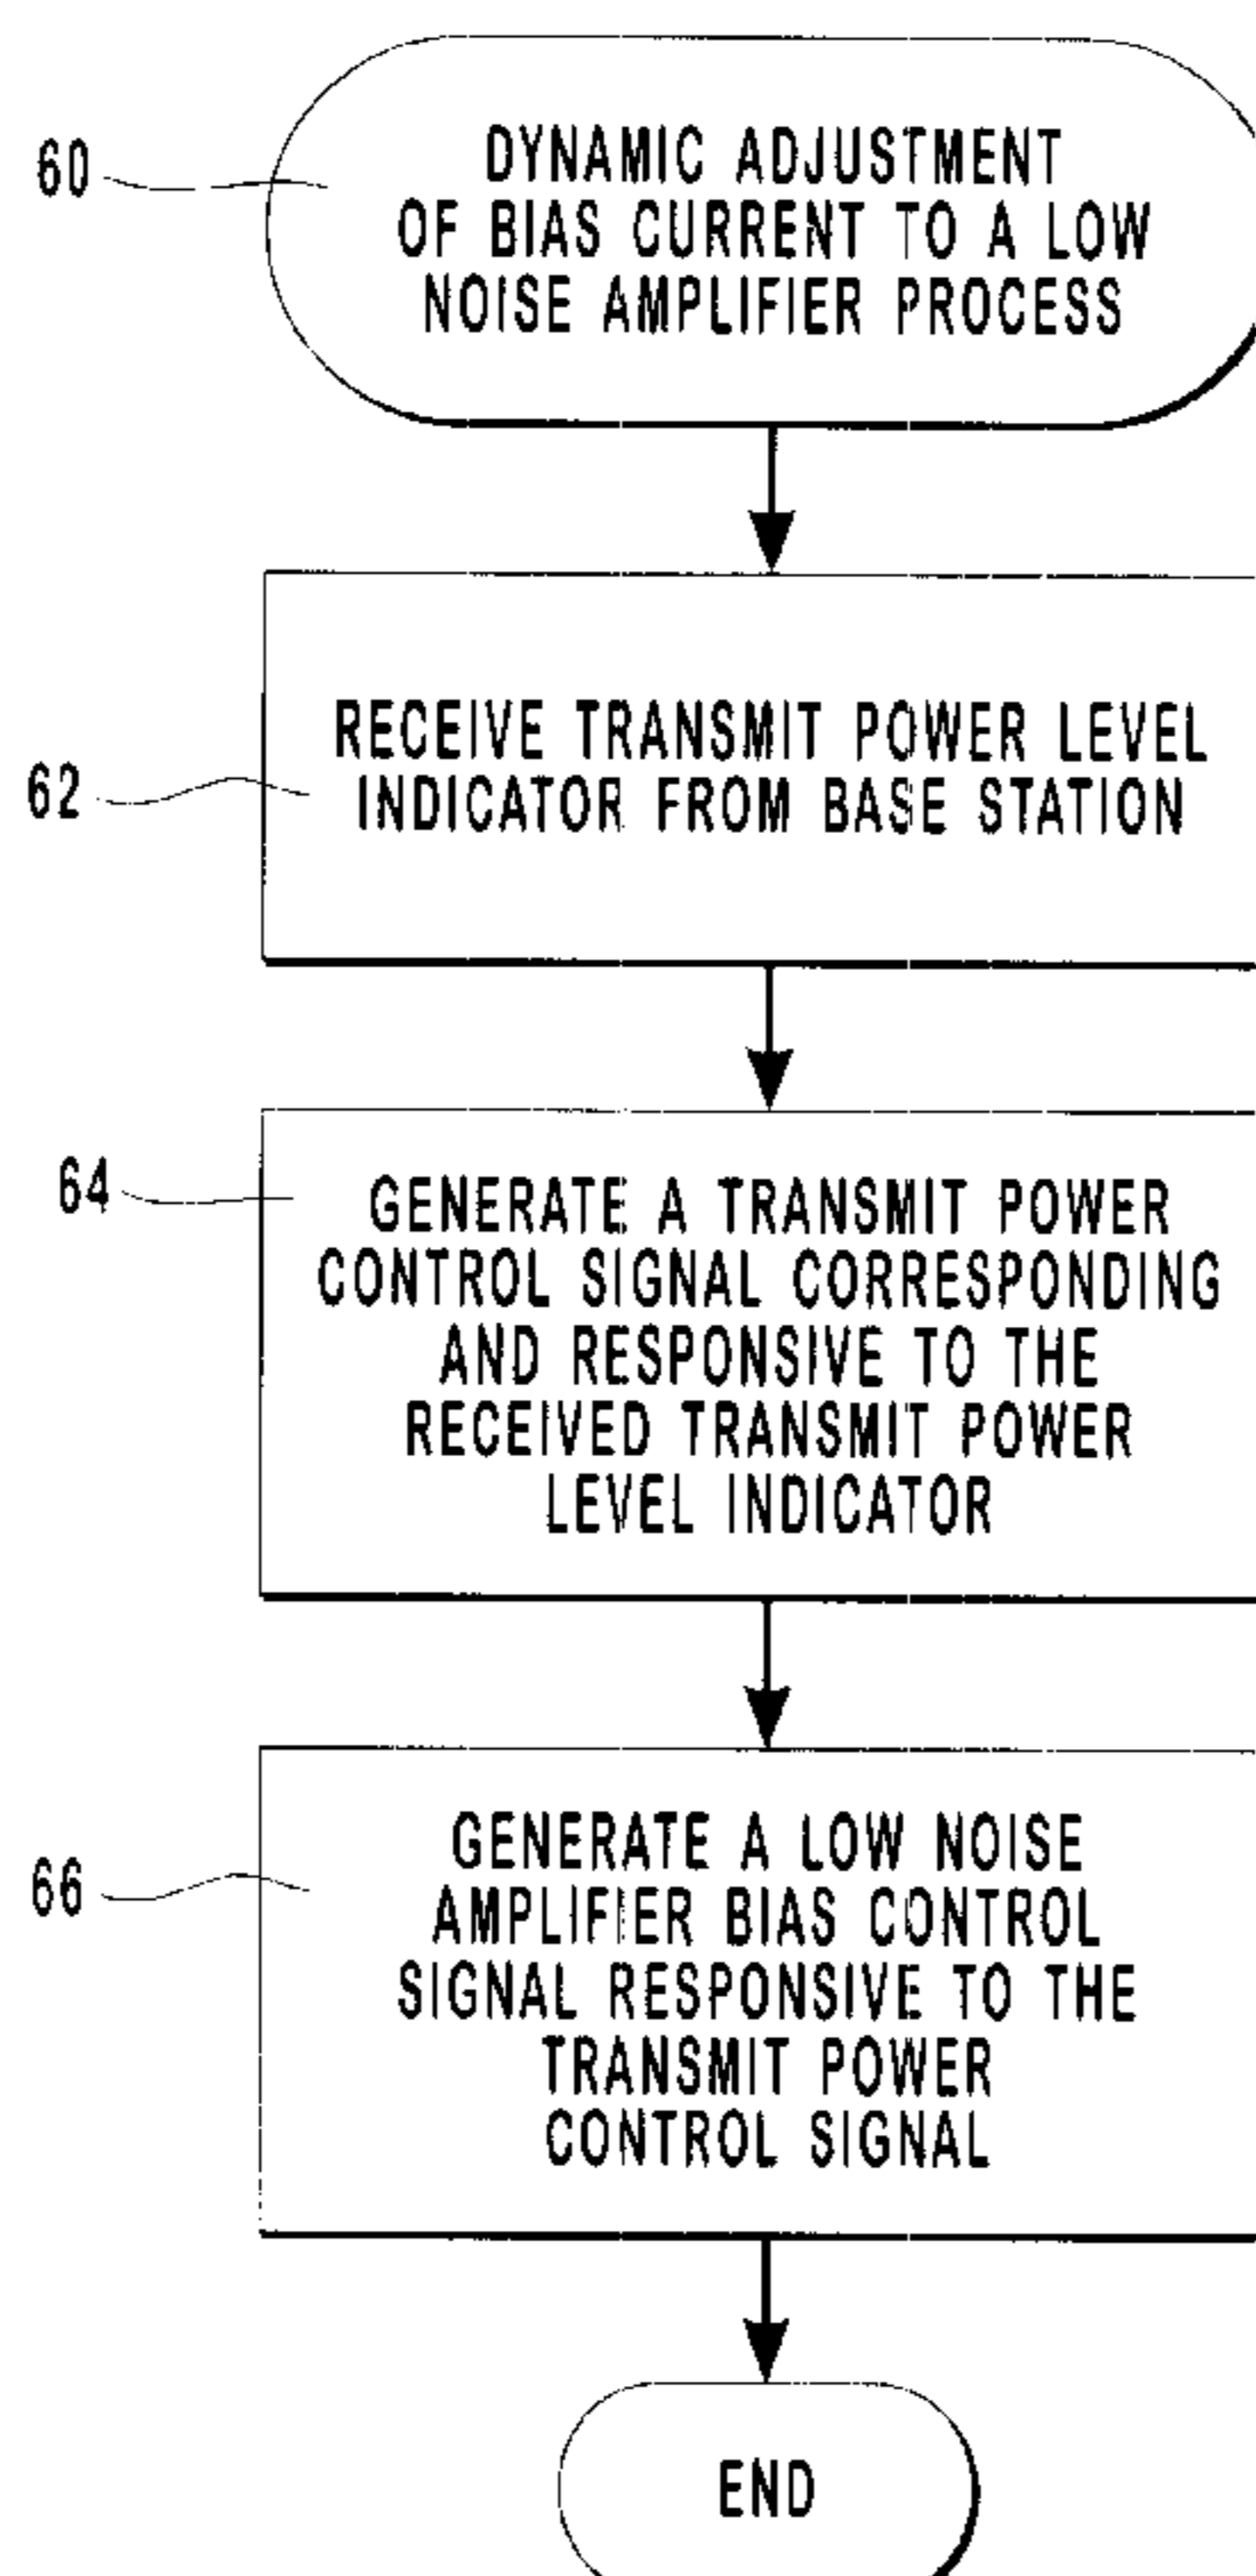 60
DYNAMIC ADJUSTMENT
OF BIAS CURRENT TO A LOW
NOISE AMPLIFIER PROCESS
62
RECEIVE TRANSMIT POWER LEVEL
INDICATOR FROM BASE STATION
64
GENERATE A TRANSMIT POWER
CONTROL SIGNAL CORRESPONDING
AND RESPONSIVE TO THE
RECEIVED TRANSMIT POWER
LEVEL INDICATOR
66
GENERATE A LOW NOISE
AMPLIFIER BIAS CONTROL
SIGNAL RESPONSIVE TO THE
TRANSMIT POWER
CONTROL SIGNAL
END